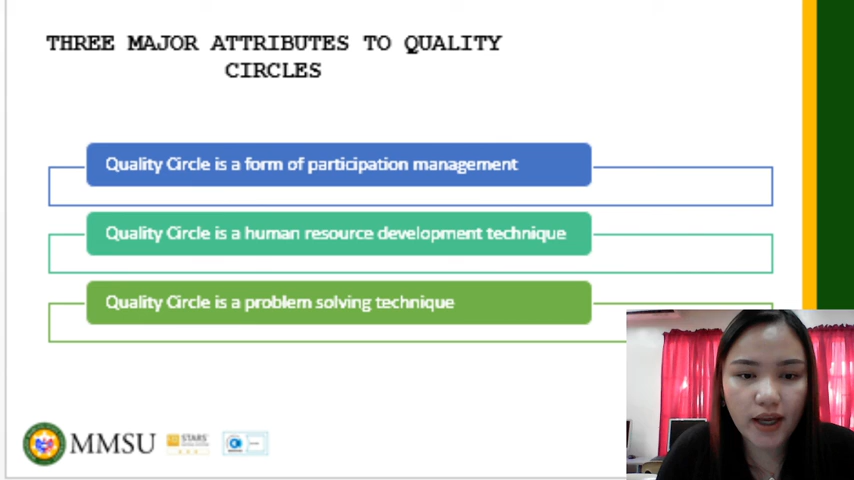 THREE MAJOR ATTRIBUTES TO QUALITY
CIRCLES
Quality Circle is a form of participation management
Quality Circle is a human resource development technique
Quality Circle is a problem solving technique
MMSU
STARS